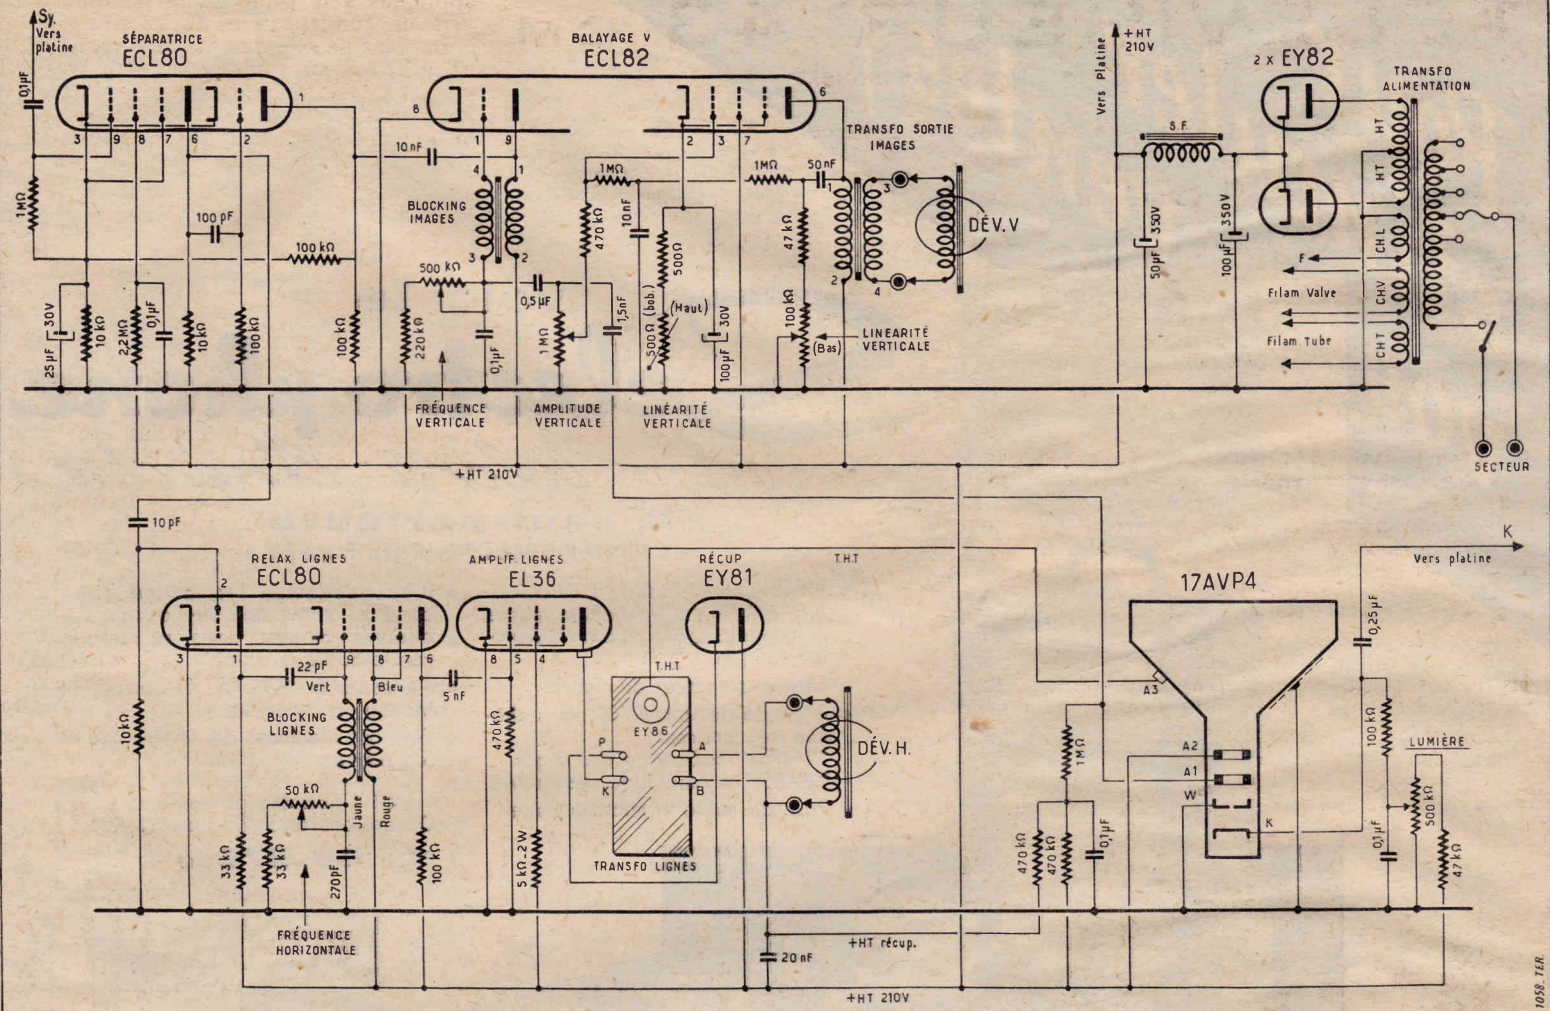 Sy.
Vers
platine
SÉPARATRICE
ECL80
BALAYAGE V
ECL82
Vers Platine
+HT
210V
2 x EY82
TRANSFO
ALIMENTATION
0,1µF
3
9
8
7
6
2
1
8
1
9
2
3
7
6
TRANSFO SORTIE
IMAGES
S.F.
HT
HT
10nF
1MΩ
1MΩ
50nF
1MΩ
4
1
BLOCKING
IMAGES
3
2
100 pF
470 kΩ
10nF
47 kΩ
1
3
2
4
DÉV. V
350V
50µF
350V
100µF
CH.L
F
CH.V
Filam Valve
CHT
Filam Tube
100 kΩ
500 kΩ
0,5µF
1,5nF
500Ω
500Ω (bob.)
(Haut)
100 kΩ
(Bas)
LINEARITÉ
VERTICALE
30V
25µF
10 kΩ
2,2 MΩ
0,1µF
10 kΩ
100 kΩ
100 kΩ
220 kΩ
0,1µF
1 MΩ
30V
100µF
FRÉQUENCE
VERTICALE
AMPLITUDE
VERTICALE
LINÉARITÉ
VERTICALE
SECTEUR
+HT 210V
10 pF
RELAX LIGNES
ECL80
AMPLIF. LIGNES
EL36
RÉCUP
EY81
T.H.T
K
Vers platine
17AVP4
2
3
1
9
8
7
6
8
5
4
22 pF
Vert
Bleu
5 nF
T.H.T
EY86
A3
0,25µF
10 kΩ
BLOCKING
LIGNES
470kΩ
P
A
K
B
DÉV. H.
1MΩ
A2
A1
W
K
100 kΩ
LUMIÈRE
500 kΩ
50 kΩ
Jaune
Rouge
33 kΩ
33 kΩ
270pF
100 kΩ
5 kΩ-2W
TRANSFO LIGNES
470 kΩ
470 kΩ
0,1µF
0,1µF
47 kΩ
FRÉQUENCE
HORIZONTALE
+HT récup.
20 nF
+HT 210V
1058. TER.